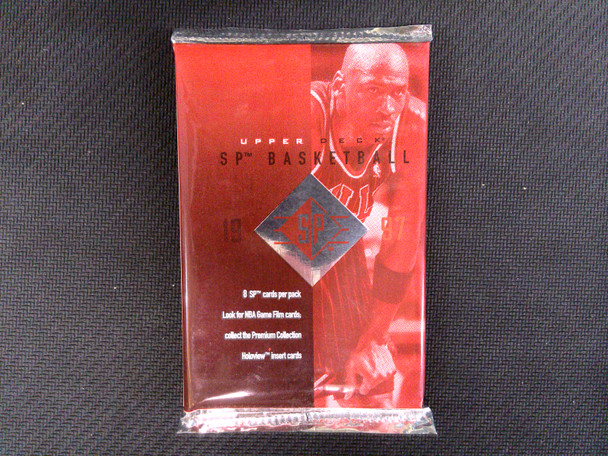 UPPER DECK
SP™ BASKETBALL
19 97
SP
8 SP™ cards per pack
Look for NBA Game Film cards;
collect the Premium Collection
Holoview™ insert cards